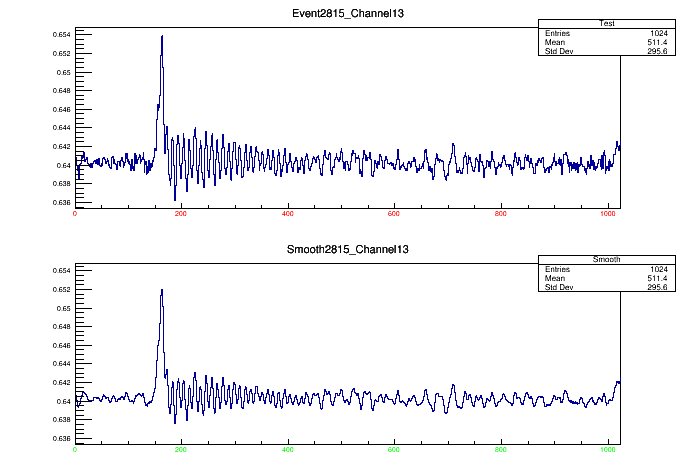 Event2815_Channel13
Test
Entries 1024
Mean 511.4
Std Dev 295.6
0.654
0.652
0.65
0.648
0.646
0.644
0.642
0.64
0.638
0.636
0 200 400 600 800 1000
Smooth2815_Channel13
Smooth
Entries 1024
Mean 511.4
Std Dev 295.6
0.654
0.652
0.65
0.648
0.646
0.644
0.642
0.64
0.638
0.636
0 200 400 600 800 1000